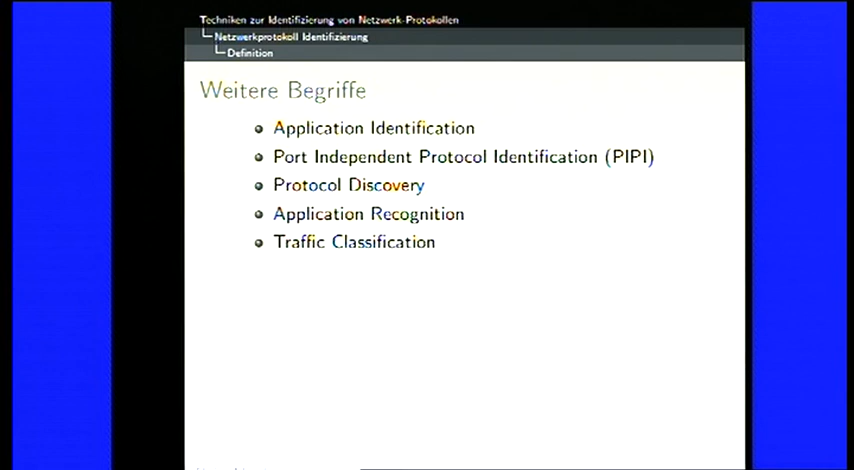 Techniken zur Identifizierung von Netzwerk-Protokollen
Netzwerkprotokoll Identifizierung
Definition
Weitere Begriffe
Application Identification
Port Independent Protocol Identification (PIPI)
Protocol Discovery
Application Recognition
Traffic Classification